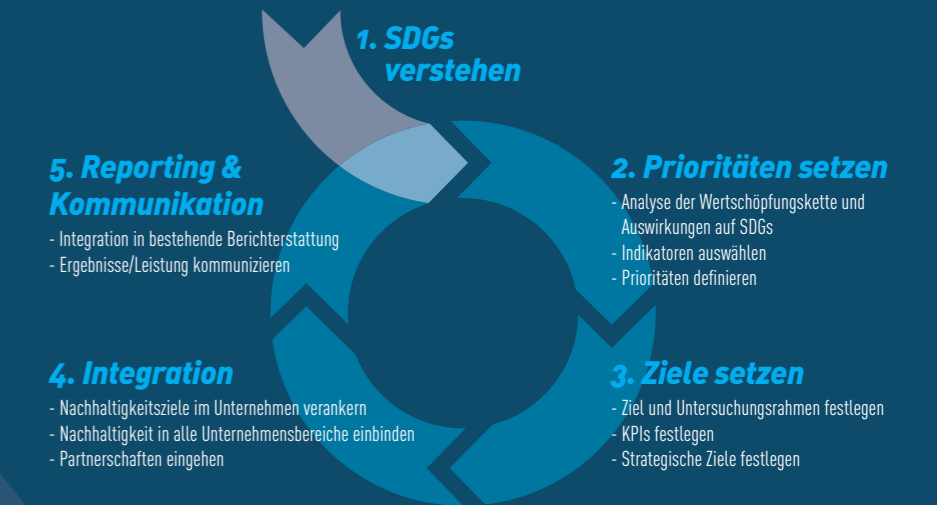 1. SDGs
verstehen
2. Prioritäten setzen
- Analyse der Wertschöpfungskette und
Auswirkungen auf SDGs
- Indikatoren auswählen
- Prioritäten definieren
3. Ziele setzen
- Ziel und Untersuchungsrahmen festlegen
- KPIs festlegen
- Strategische Ziele festlegen
4. Integration
- Nachhaltigkeitsziele im Unternehmen verankern
- Nachhaltigkeit in alle Unternehmensbereiche einbinden
- Partnerschaften eingehen
5. Reporting &
Kommunikation
- Integration in bestehende Berichterstattung
- Ergebnisse/Leistung kommunizieren